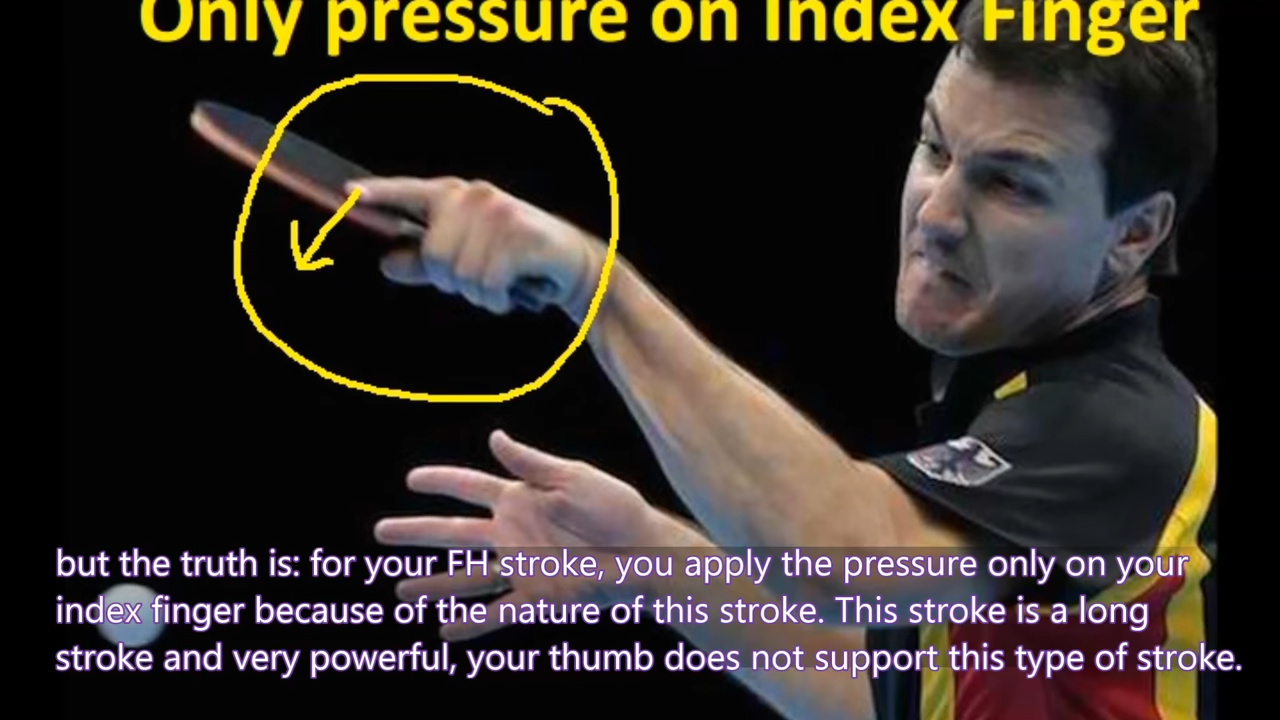 Only pressure on Index Finger
but the truth is: for your FH stroke, you apply the pressure only on your
index finger because of the nature of this stroke. This stroke is a long
stroke and very powerful, your thumb does not support this type of stroke.